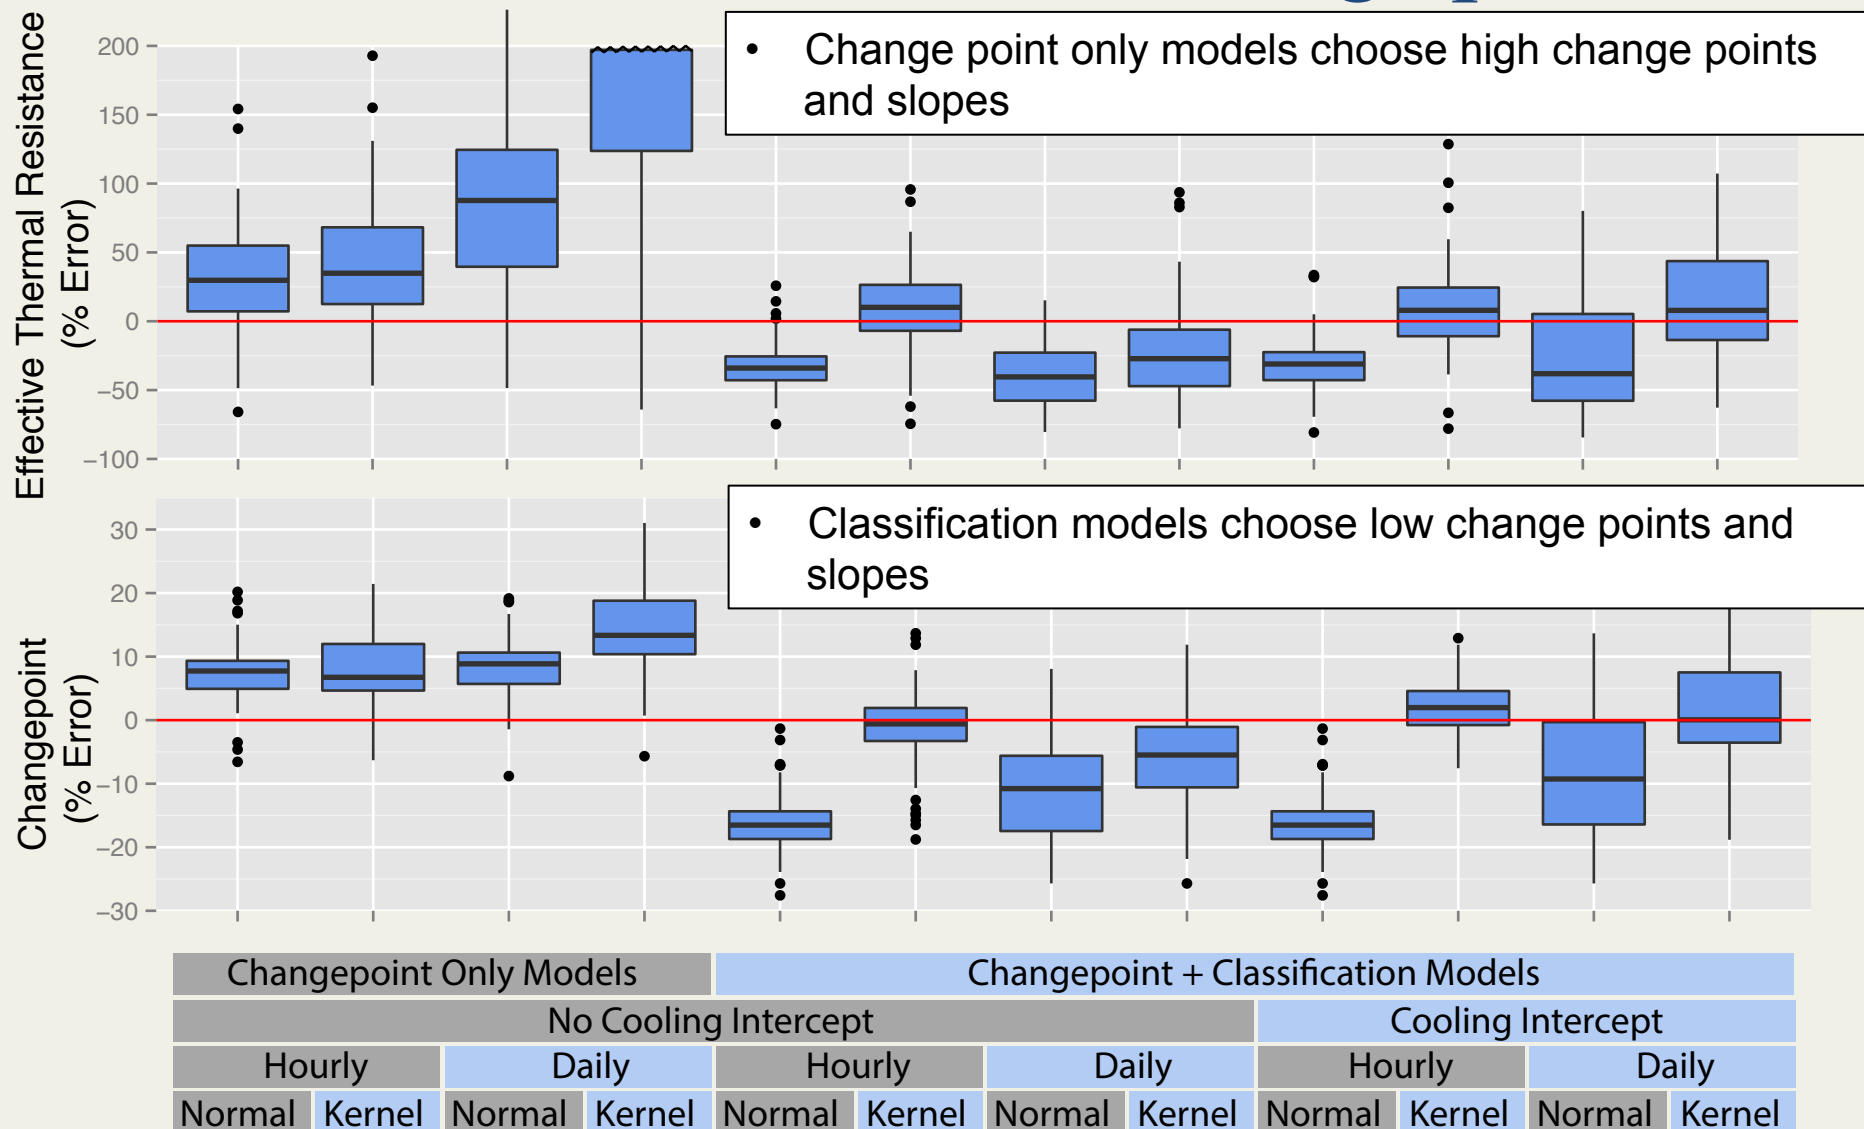 • Change point only models choose high change points
and slopes
Effective Thermal Resistance
(% Error)
200
150
100
50
0
−50
−100
• Classification models choose low change points and
slopes
Changepoint
(% Error)
30
20
10
0
−10
−20
−30
Changepoint Only Models Changepoint + Classification Models
No Cooling Intercept Cooling Intercept
Hourly Daily Hourly Daily Hourly Daily
Normal Kernel Normal Kernel Normal Kernel Normal Kernel Normal Kernel Normal Kernel